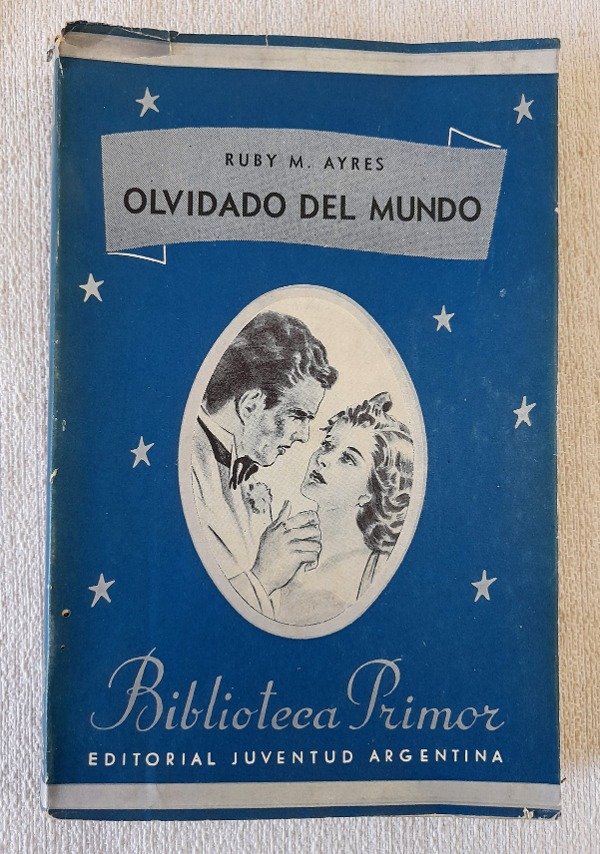 RUBY M. AYRES
OLVIDADO DEL MUNDO
Biblioteca Primor
EDITORIAL JUVENTUD ARGENTINA